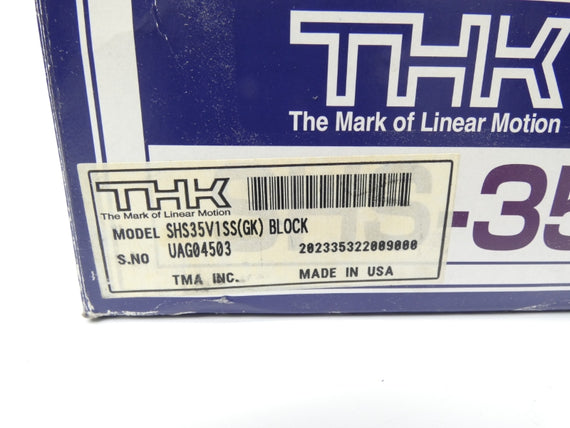 THK
The Mark of Linear Motion
-35
THK
The Mark of Linear Motion
MODEL SHS35V1SS(GK) BLOCK
S.NO UAG04503 202335322009000
TMA INC. MADE IN USA